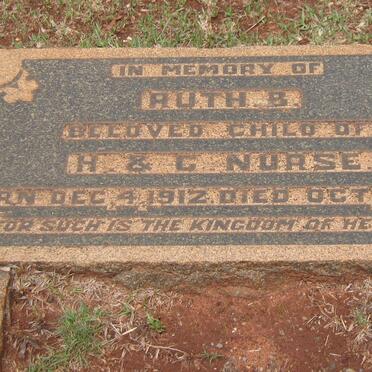 IN MEMORY OF
RUTH B.
BELOVED CHILD OF
H. & G. NURSE
RN DEC. 4, 1912 DIED OCT
FOR SUCH IS THE KINGDOM OF HE